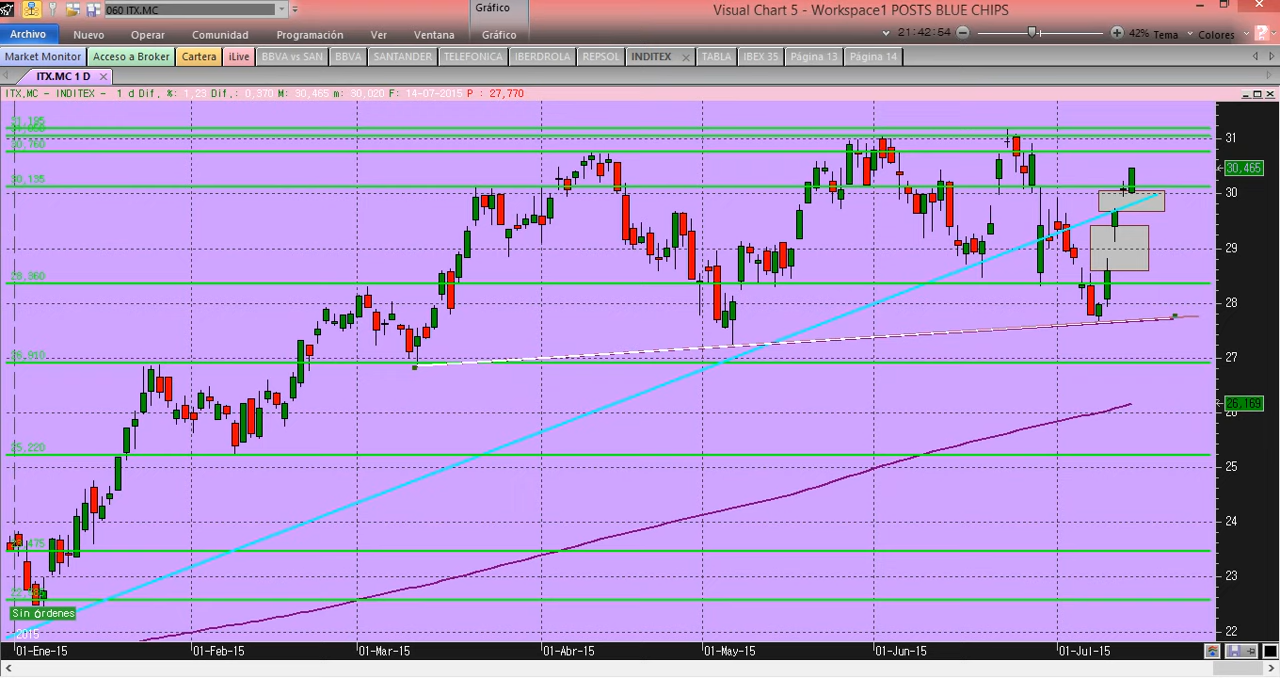 060 ITX.MC
Gráfico
Visual Chart 5 - Workspace1 POSTS BLUE CHIPS
Archivo Nuevo Operar Comunidad Programación Ver Ventana Gráfico 21:42:54 42% Tema Colores
Market Monitor Acceso a Broker Cartera iLive BBVA vs SAN BBVA SANTANDER TELEFONICA IBERDROLA REPSOL INDITEX TABLA IBEX 35 Página 13 Página 14
ITX.MC 1 D
ITX.MC - INDITEX - 1 d Dif. %: 1,23 Dif.: 0,370 M: 30,465 m: 30,020 F: 14-07-2015 P : 27,770
31,195
31
30,760
30,465
30,135
30
29
28,360
28
27
26,910
26,169
25,220
25
24
23
Sin órdenes
22
2015
01-Ene-15 01-Feb-15 01-Mar-15 01-Abr-15 01-May-15 01-Jun-15 01-Jul-15